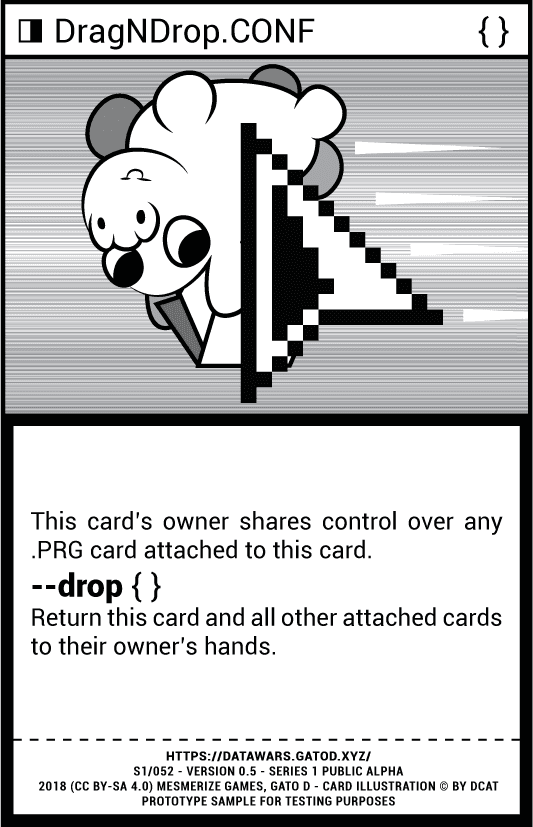 DragNDrop.CONF { }
This card's owner shares control over any
.PRG card attached to this card.
--drop { }
Return this card and all other attached cards
to their owner's hands.
HTTPS://DATAWARS.GATOD.XYZ/
S1/052 - VERSION 0.5 - SERIES 1 PUBLIC ALPHA
2018 (CC BY-SA 4.0) MESMERIZE GAMES, GATO D - CARD ILLUSTRATION © BY DCAT
PROTOTYPE SAMPLE FOR TESTING PURPOSES